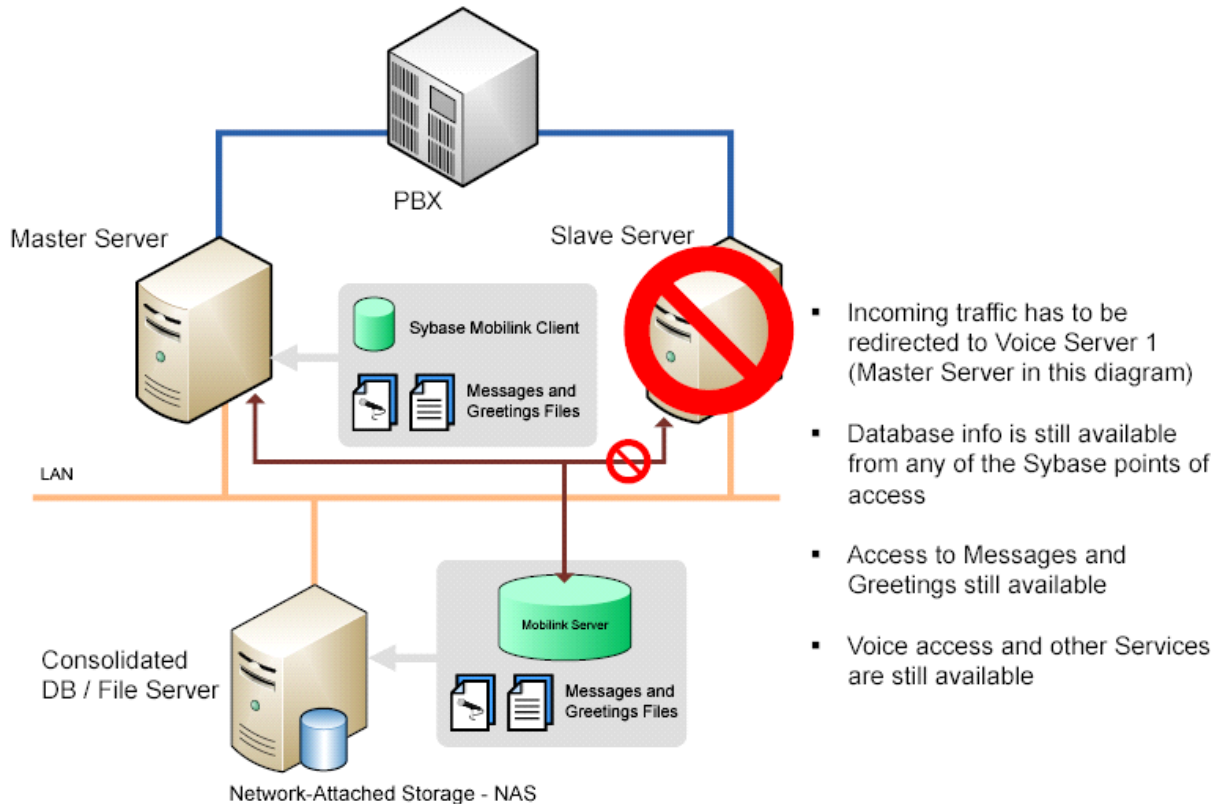 PBX
Master Server
Slave Server
Sybase Mobilink Client
Messages and
Greetings Files
LAN
Mobilink Server
Messages and
Greetings Files
Consolidated
DB / File Server
Network-Attached Storage - NAS
▪ Incoming traffic has to be
redirected to Voice Server 1
(Master Server in this diagram)
▪ Database info is still available
from any of the Sybase points of
access
▪ Access to Messages and
Greetings still available
▪ Voice access and other Services
are still available